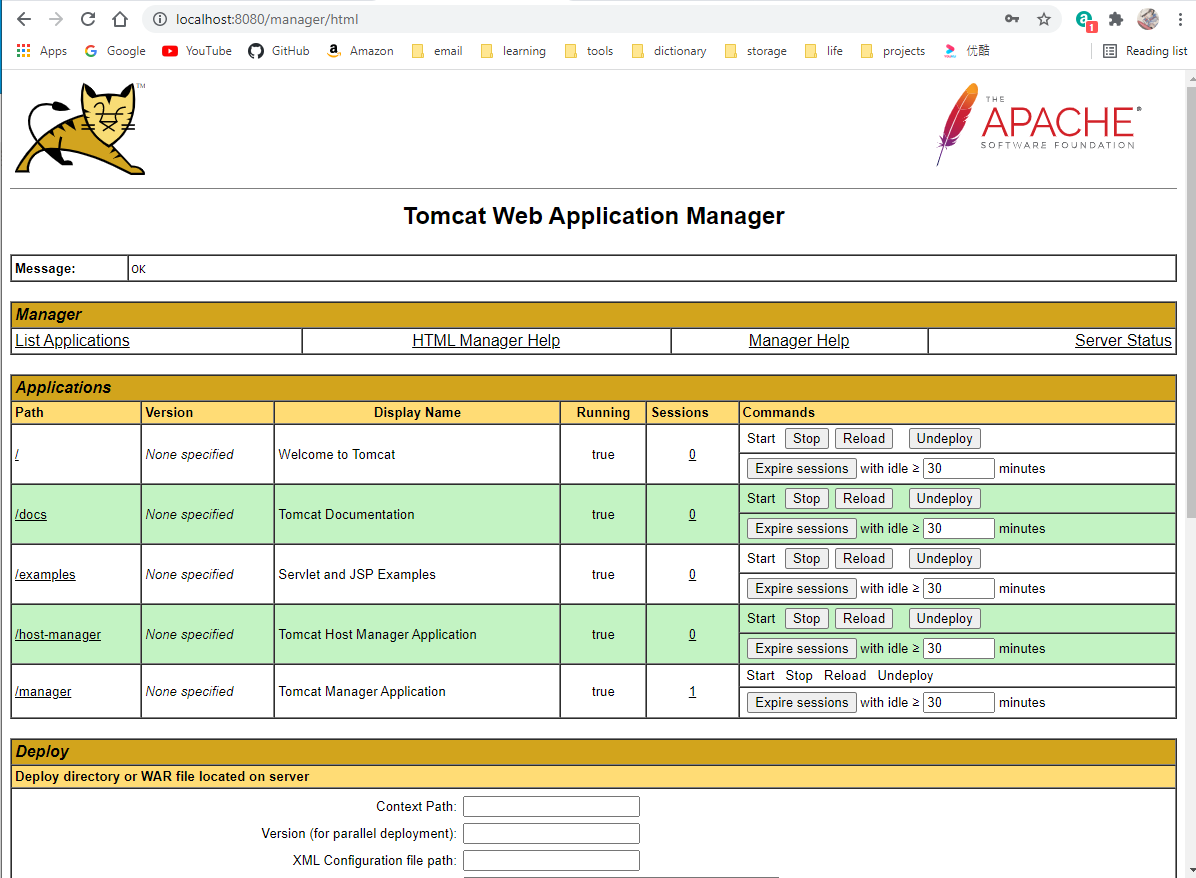 localhost:8080/manager/html
1
Apps Google YouTube GitHub Amazon email learning tools dictionary storage life projects 优酷 Reading list
TM
THE
APACHE®
SOFTWARE FOUNDATION
Tomcat Web Application Manager
Message: OK
Manager
List Applications HTML Manager Help Manager Help Server Status
Applications
Path Version Display Name Running Sessions Commands
/ None specified Welcome to Tomcat true 0 Start Stop Reload Undeploy
Expire sessions with idle ≥ 30 minutes
/docs None specified Tomcat Documentation true 0 Start Stop Reload Undeploy
Expire sessions with idle ≥ 30 minutes
/examples None specified Servlet and JSP Examples true 0 Start Stop Reload Undeploy
Expire sessions with idle ≥ 30 minutes
/host-manager None specified Tomcat Host Manager Application true 0 Start Stop Reload Undeploy
Expire sessions with idle ≥ 30 minutes
/manager None specified Tomcat Manager Application true 1 Start Stop Reload Undeploy
Expire sessions with idle ≥ 30 minutes
Deploy
Deploy directory or WAR file located on server
Context Path:
Version (for parallel deployment):
XML Configuration file path: